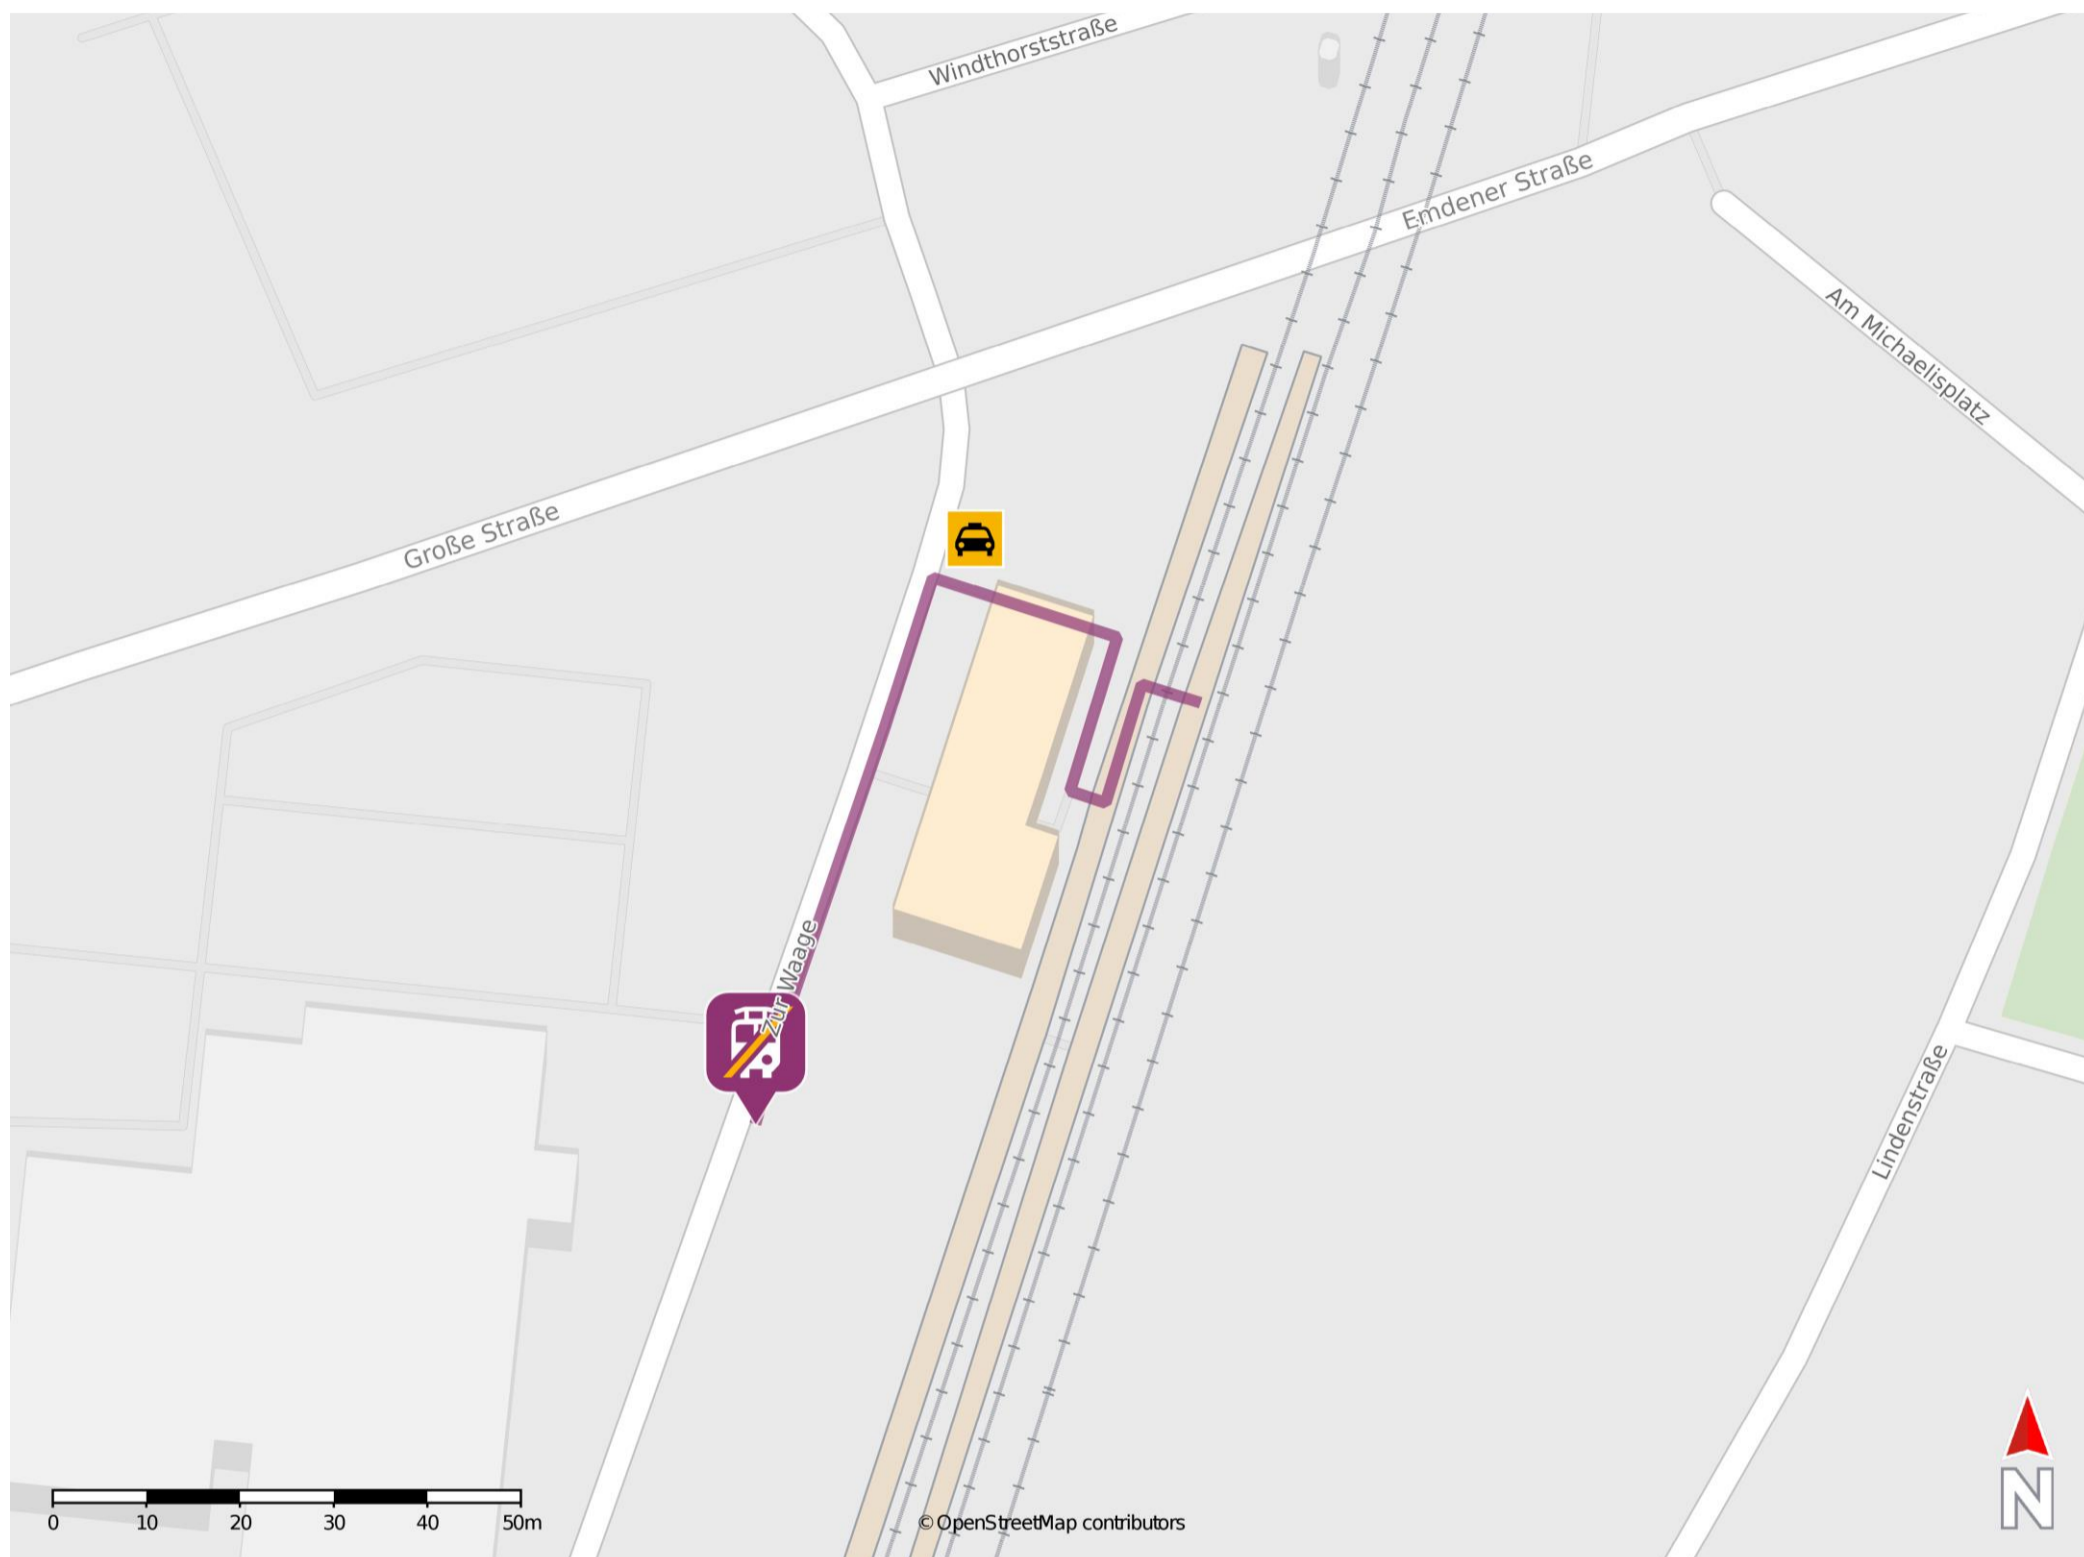 Windthorststraße
Emdener Straße
Am Michaelisplatz
Große Straße
Zur Waage
Lindenstraße
N
0 10 20 30 40 50m
© OpenStreetMap contributors